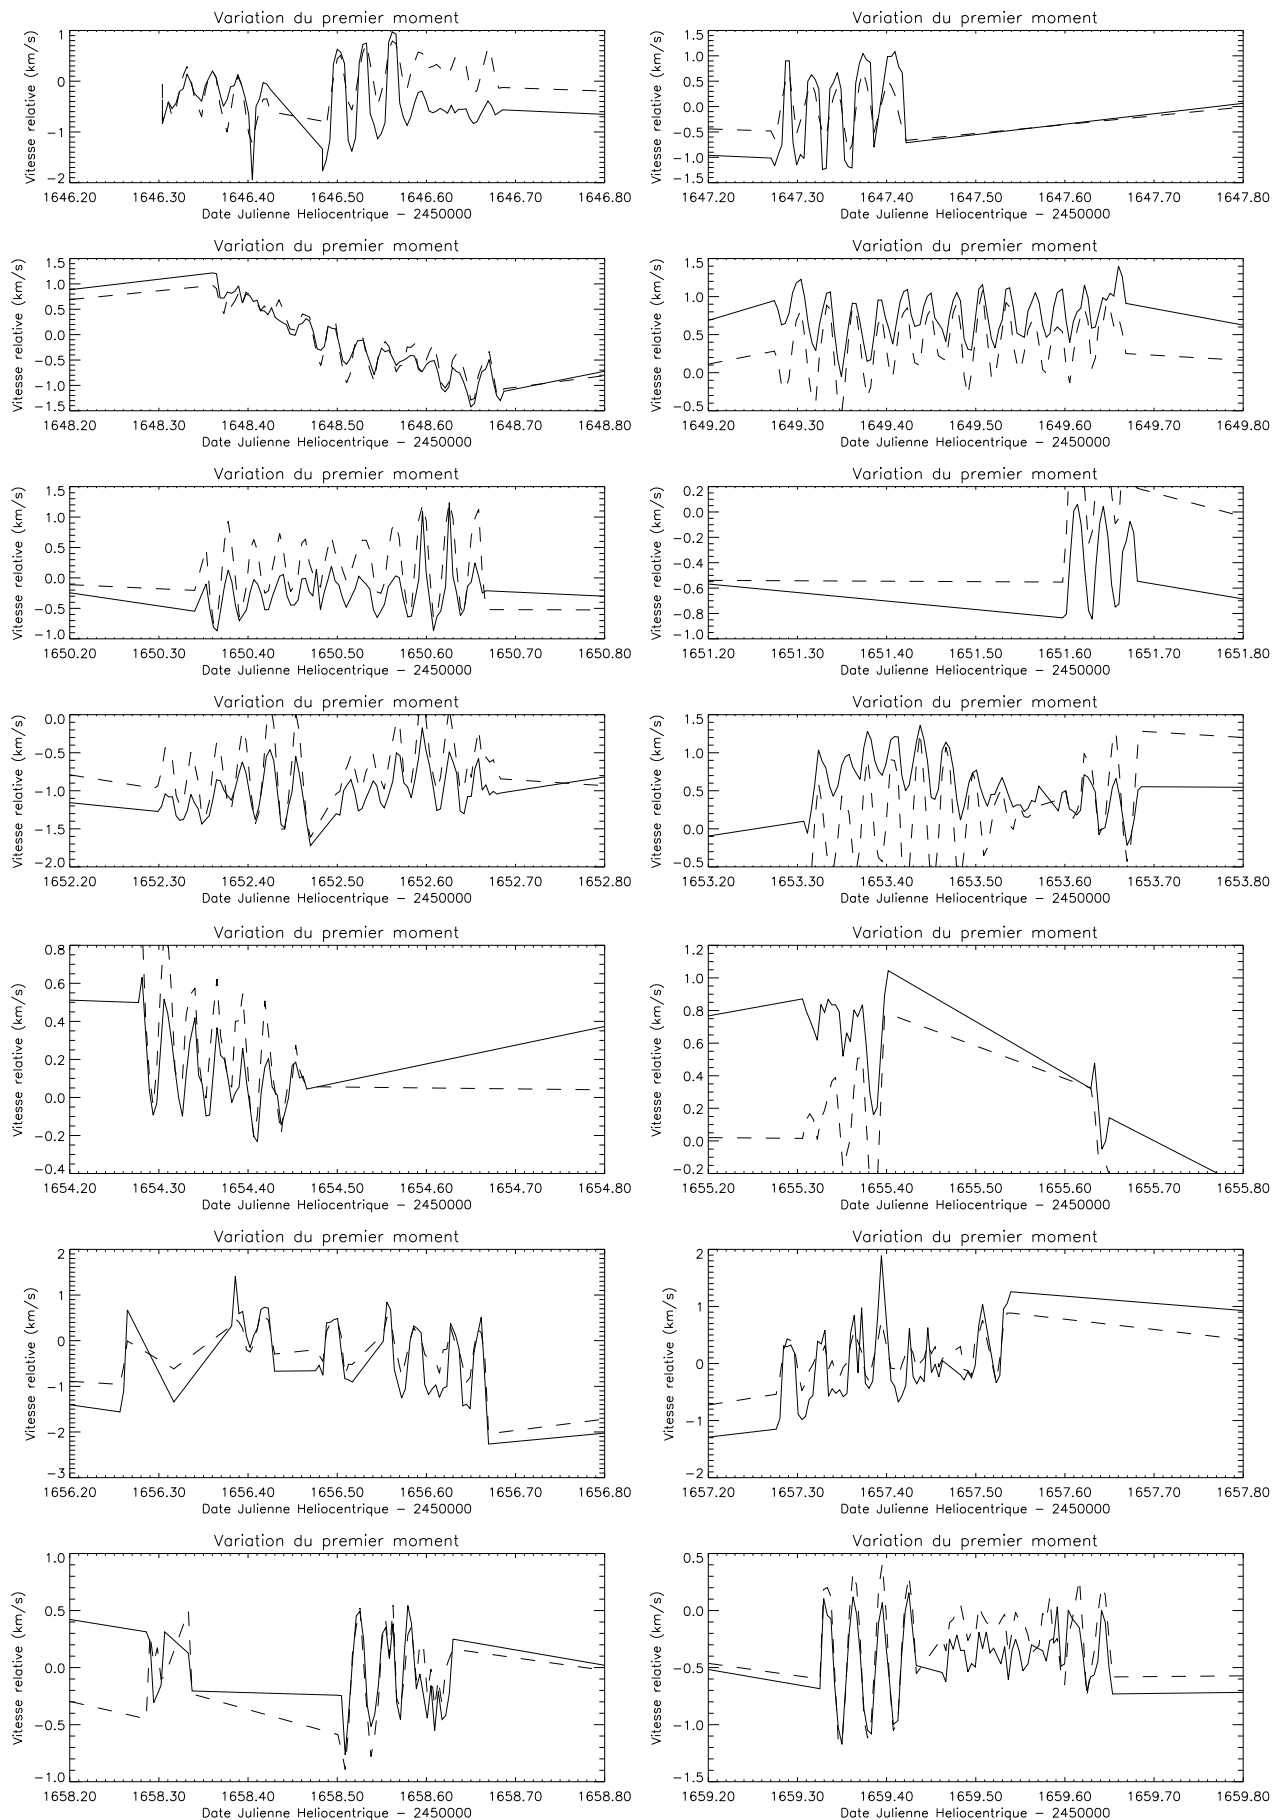 Variation du premier moment
Vitesse relative (km/s)
1
0
−1
−2
1646.20 1646.30 1646.40 1646.50 1646.60 1646.70 1646.80
Date Julienne Heliocentrique − 2450000
Variation du premier moment
Vitesse relative (km/s)
1.5
1.0
0.5
0.0
−0.5
−1.0
−1.5
1647.20 1647.30 1647.40 1647.50 1647.60 1647.70 1647.80
Date Julienne Heliocentrique − 2450000
Variation du premier moment
Vitesse relative (km/s)
1.5
1.0
0.5
0.0
−0.5
−1.0
−1.5
1648.20 1648.30 1648.40 1648.50 1648.60 1648.70 1648.80
Date Julienne Heliocentrique − 2450000
Variation du premier moment
Vitesse relative (km/s)
1.5
1.0
0.5
0.0
−0.5
1649.20 1649.30 1649.40 1649.50 1649.60 1649.70 1649.80
Date Julienne Heliocentrique − 2450000
Variation du premier moment
Vitesse relative (km/s)
1.5
1.0
0.5
0.0
−0.5
−1.0
1650.20 1650.30 1650.40 1650.50 1650.60 1650.70 1650.80
Date Julienne Heliocentrique − 2450000
Variation du premier moment
Vitesse relative (km/s)
0.2
−0.0
−0.2
−0.4
−0.6
−0.8
−1.0
1651.20 1651.30 1651.40 1651.50 1651.60 1651.70 1651.80
Date Julienne Heliocentrique − 2450000
Variation du premier moment
Vitesse relative (km/s)
0.0
−0.5
−1.0
−1.5
−2.0
1652.20 1652.30 1652.40 1652.50 1652.60 1652.70 1652.80
Date Julienne Heliocentrique − 2450000
Variation du premier moment
Vitesse relative (km/s)
1.5
1.0
0.5
0.0
−0.5
1653.20 1653.30 1653.40 1653.50 1653.60 1653.70 1653.80
Date Julienne Heliocentrique − 2450000
Variation du premier moment
Vitesse relative (km/s)
0.8
0.6
0.4
0.2
0.0
−0.2
−0.4
1654.20 1654.30 1654.40 1654.50 1654.60 1654.70 1654.80
Date Julienne Heliocentrique − 2450000
Variation du premier moment
Vitesse relative (km/s)
1.2
1.0
0.8
0.6
0.4
0.2
0.0
−0.2
1655.20 1655.30 1655.40 1655.50 1655.60 1655.70 1655.80
Date Julienne Heliocentrique − 2450000
Variation du premier moment
Vitesse relative (km/s)
2
1
0
−1
−2
−3
1656.20 1656.30 1656.40 1656.50 1656.60 1656.70 1656.80
Date Julienne Heliocentrique − 2450000
Variation du premier moment
Vitesse relative (km/s)
2
1
0
−1
−2
1657.20 1657.30 1657.40 1657.50 1657.60 1657.70 1657.80
Date Julienne Heliocentrique − 2450000
Variation du premier moment
Vitesse relative (km/s)
1.0
0.5
0.0
−0.5
−1.0
1658.20 1658.30 1658.40 1658.50 1658.60 1658.70 1658.80
Date Julienne Heliocentrique − 2450000
Variation du premier moment
Vitesse relative (km/s)
0.5
0.0
−0.5
−1.0
−1.5
1659.20 1659.30 1659.40 1659.50 1659.60 1659.70 1659.80
Date Julienne Heliocentrique − 2450000